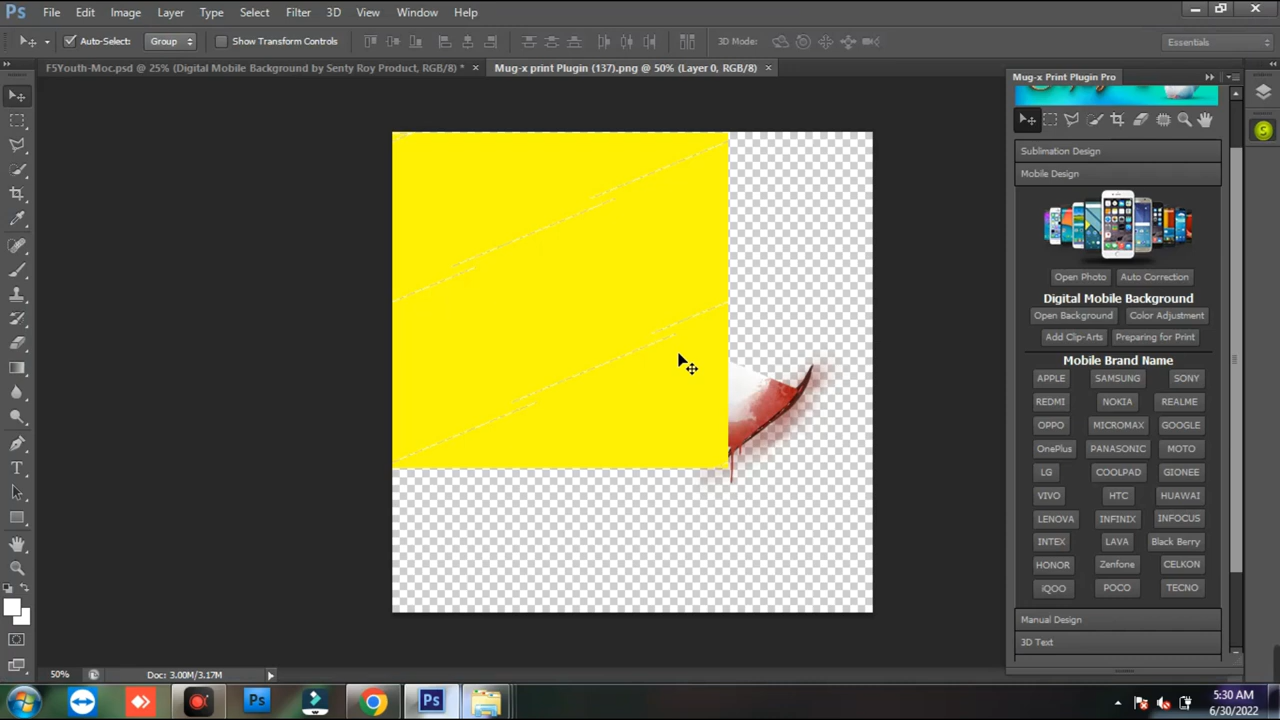 Ps File Edit Image Layer Type Select Filter 3D View Window Help
Auto-Select: Group Show Transform Controls 3D Mode: Essentials
F5Youth-Moc.psd @ 25% (Digital Mobile Background by Senty Roy Product, RGB/8) * × Mug-x print Plugin (137).png @ 50% (Layer 0, RGB/8) ×
Mug-x Print Plugin Pro
Sublimation Design
Mobile Design
Open Photo Auto Correction
Digital Mobile Background
Open Background Color Adjustment
Add Clip-Arts Preparing for Print
Mobile Brand Name
APPLE SAMSUNG SONY
REDMI NOKIA REALME
OPPO MICROMAX GOOGLE
OnePlus PANASONIC MOTO
LG COOLPAD GIONEE
VIVO HTC HUAWAI
LENOVA INFINIX INFOCUS
INTEX LAVA Black Berry
HONOR Zenfone CELKON
iQOO POCO TECNO
Manual Design
3D Text
50% Doc: 3.00M/3.17M
Ps Ps
5:30 AM
6/30/2022